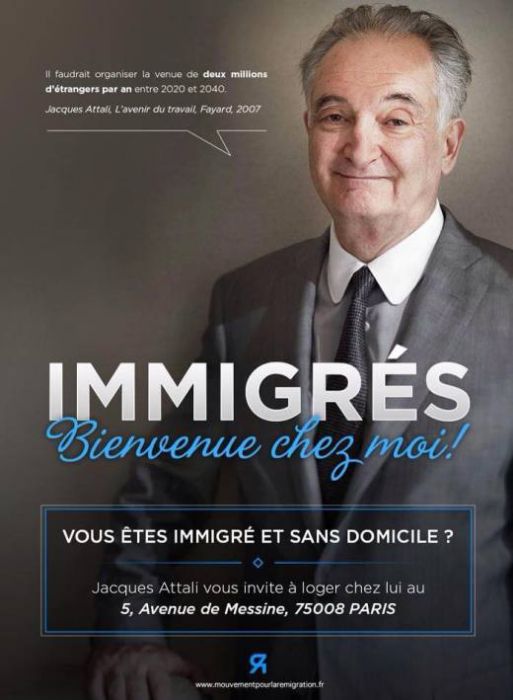 Il faudrait organiser la venue de deux millions
d'étrangers par an entre 2020 et 2040.
Jacques Attali, L'avenir du travail, Fayard, 2007
IMMIGRÉS
Bienvenue chez moi!
VOUS ÊTES IMMIGRÉ ET SANS DOMICILE ?
Jacques Attali vous invite à loger chez lui au
5, Avenue de Messine, 75008 PARIS
www.mouvementpourlaremigration.fr